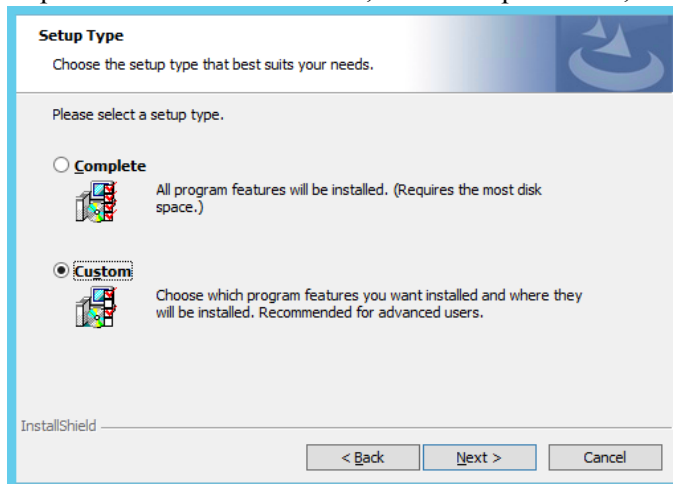 Setup Type
Choose the setup type that best suits your needs.
Please select a setup type.
Complete
All program features will be installed. (Requires the most disk
space.)
Custom
Choose which program features you want installed and where they
will be installed. Recommended for advanced users.
InstallShield
< Back
Next >
Cancel